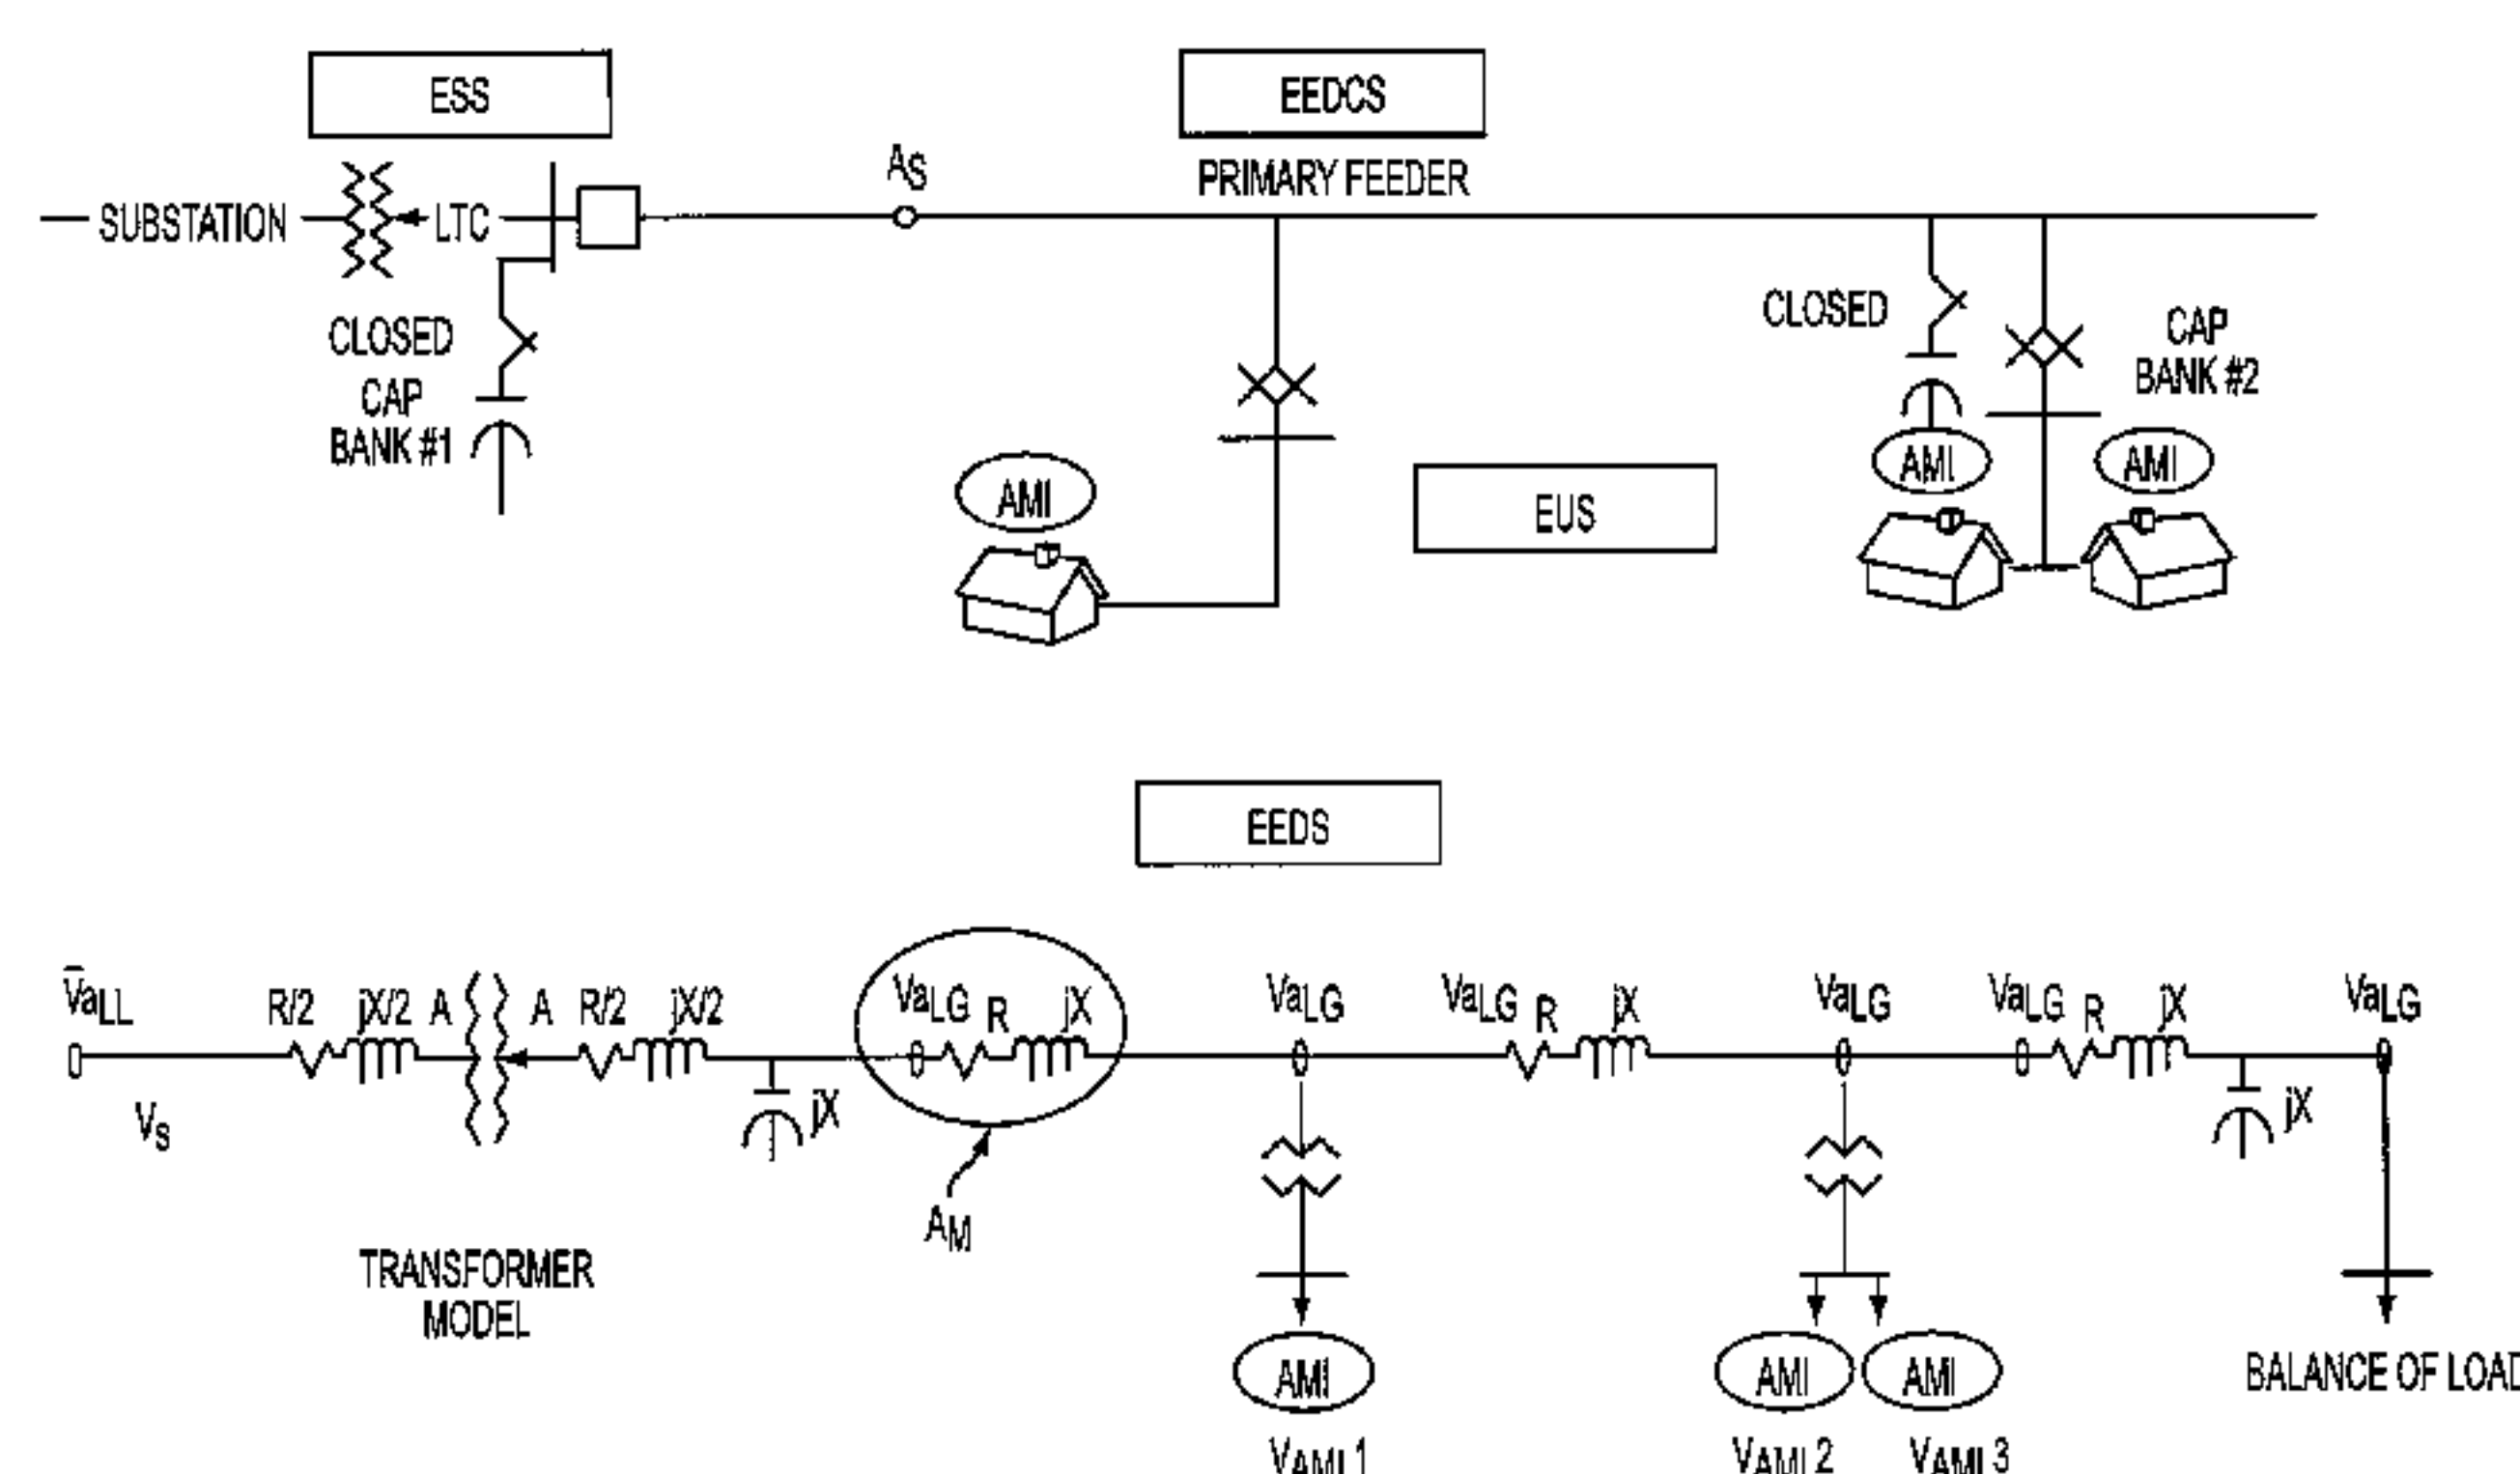 ESS
EEDCS
AS
PRIMARY FEEDER
SUBSTATION
LTC
CLOSED
CAP
BANK #1
CLOSED
CAP
BANK #2
AMI
AMI
AMI
EUS
EEDS
V̄aLL
R/2
jX/2
A
A
R/2
jX/2
VaLG
R
jX
VaLG
VaLG
R
jX
VaLG
VaLG
R
jX
VaLG
VS
jX
jX
AM
TRANSFORMER
MODEL
AMI
AMI
AMI
BALANCE OF LOAD
VAMI 1
VAMI 2
VAMI 3